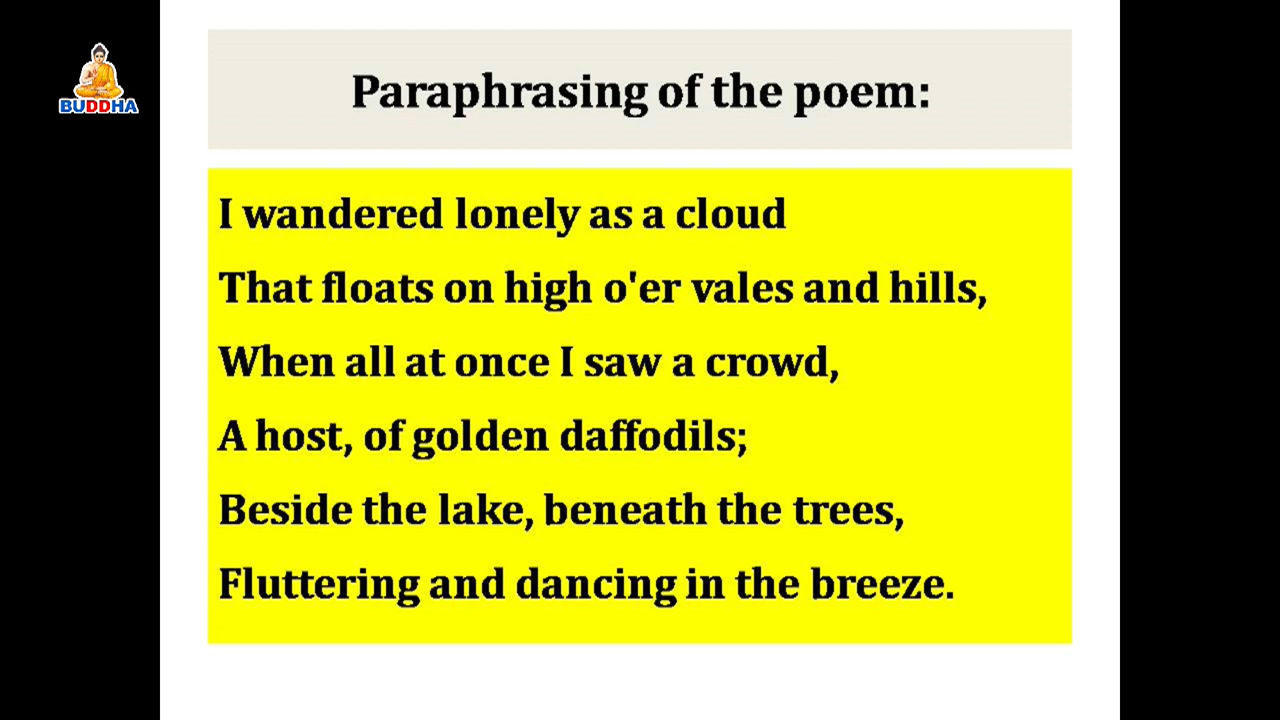 BUDDHA
Paraphrasing of the poem:
I wandered lonely as a cloud
That floats on high o'er vales and hills,
When all at once I saw a crowd,
A host, of golden daffodils;
Beside the lake, beneath the trees,
Fluttering and dancing in the breeze.